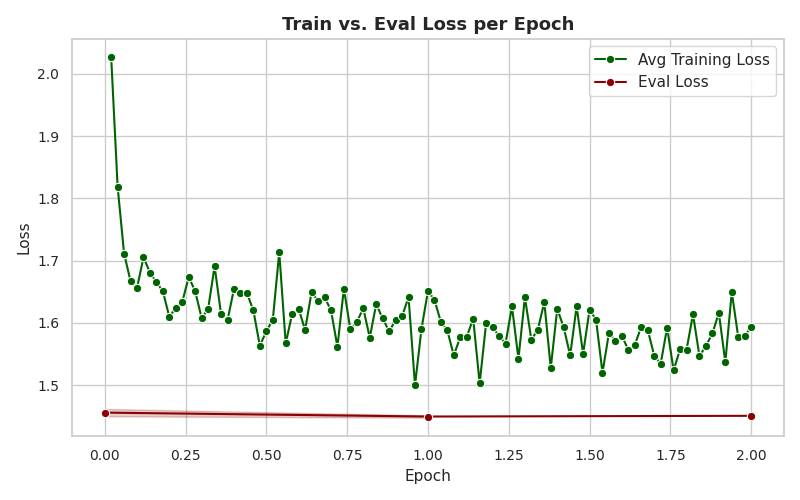 Train vs. Eval Loss per Epoch
Avg Training Loss
Eval Loss
2.0
1.9
1.8
1.7
1.6
1.5
Loss
0.00 0.25 0.50 0.75 1.00 1.25 1.50 1.75 2.00
Epoch